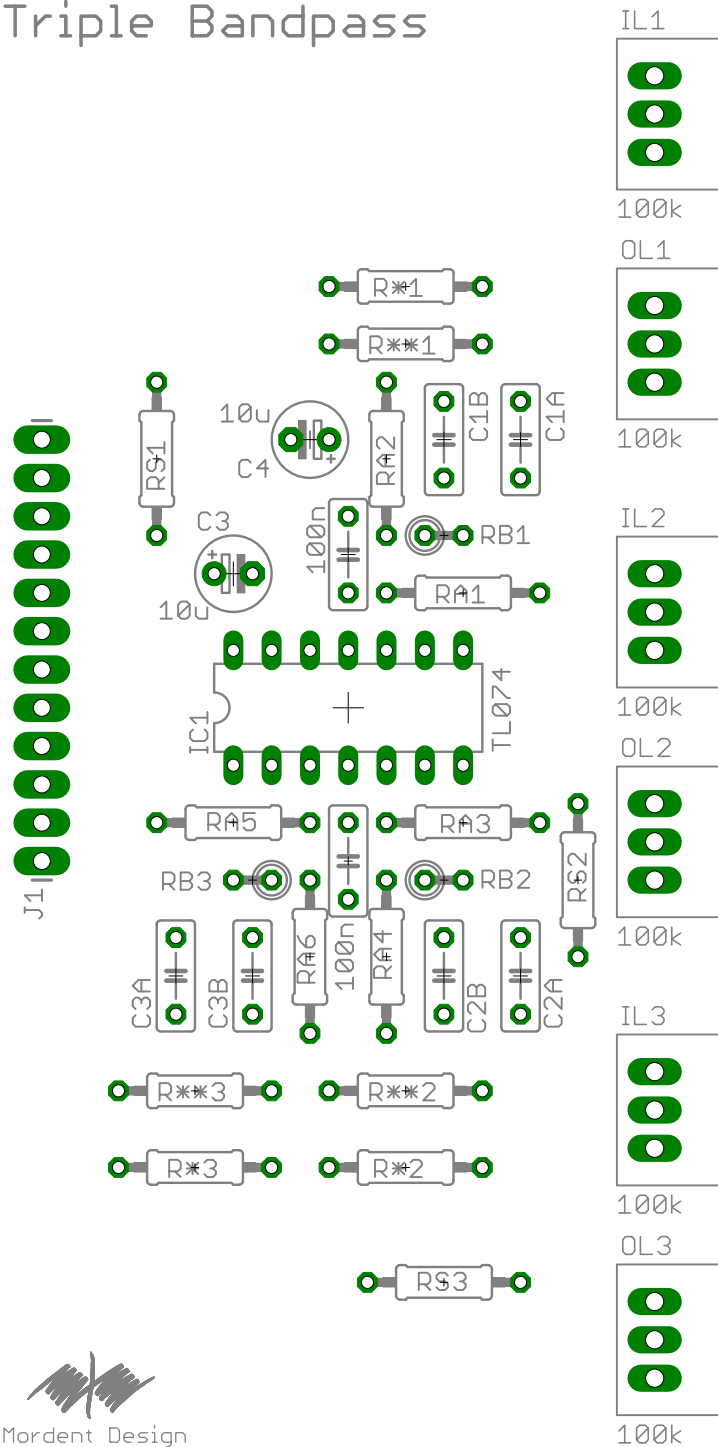 Triple Bandpass
IL1
100k
OL1
R*1
R**1
10u
C4
RS1
RA2
C1B
C1A
100k
C3
10u
100n
RB1
RA1
IL2
IC1
TL074
100k
OL2
RA5
RA3
RS2
RB3
RB2
J1
RA6
100n
RA4
100k
C3A
C3B
C2B
C2A
IL3
R**3
R**2
R*3
R*2
100k
OL3
RS3
Mordent Design
100k